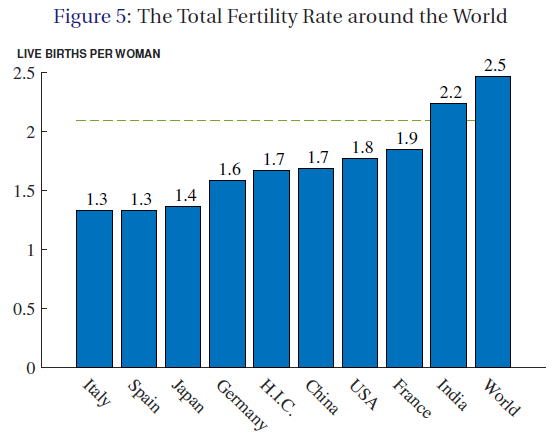 Figure 5: The Total Fertility Rate around the World
LIVE BIRTHS PER WOMAN
2.5
2
1.5
1
0.5
0
1.3
1.3
1.4
1.6
1.7
1.7
1.8
1.9
2.2
2.5
Italy
Spain
Japan
Germany
H.I.C.
China
USA
France
India
World